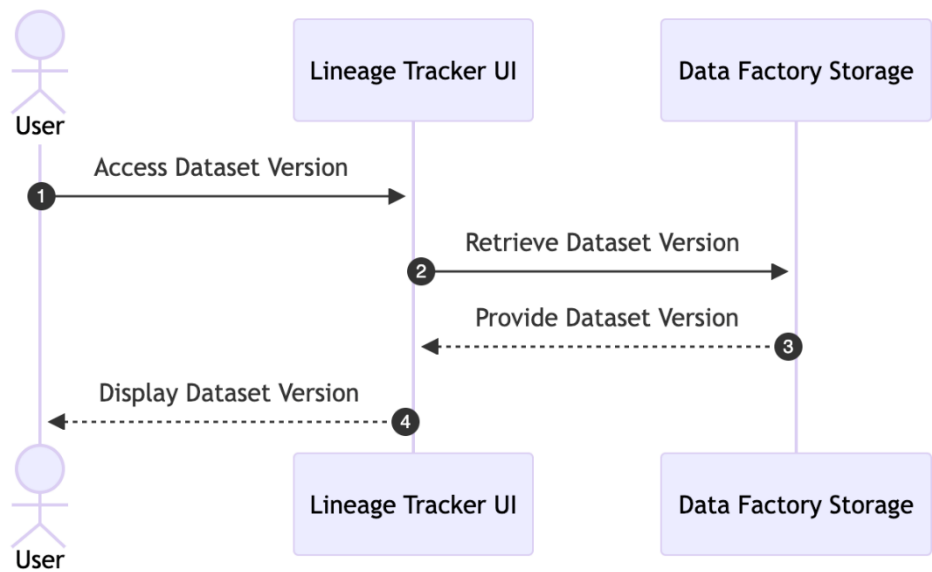 Lineage Tracker UI
Data Factory Storage
User
Access Dataset Version
1
Retrieve Dataset Version
2
Provide Dataset Version
3
Display Dataset Version
4
Lineage Tracker UI
Data Factory Storage
User